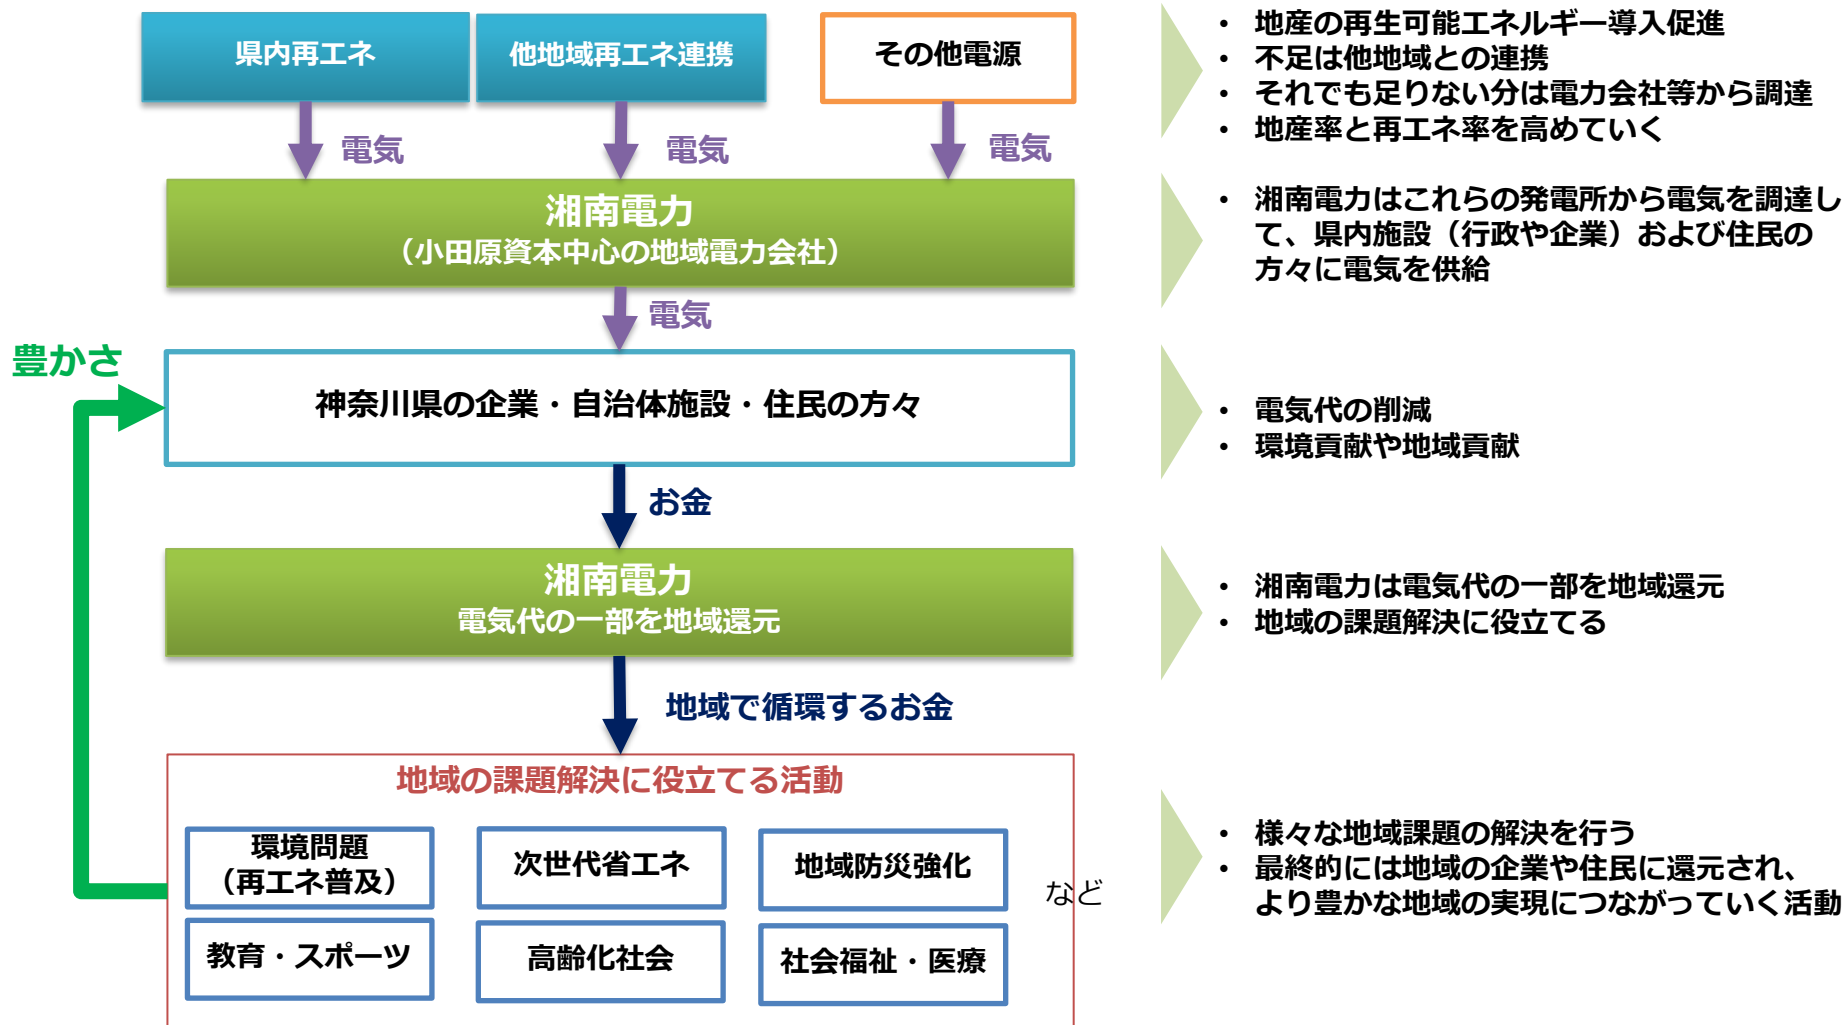 県内再エネ
他地域再エネ連携
その他電源
電気
電気
電気
湘南電力
（小田原資本中心の地域電力会社）
電気
豊かさ
神奈川県の企業・自治体施設・住民の方々
お金
湘南電力
電気代の一部を地域還元
地域で循環するお金
地域の課題解決に役立てる活動
環境問題
（再エネ普及）
次世代省エネ
地域防災強化
など
教育・スポーツ
高齢化社会
社会福祉・医療
・ 地産の再生可能エネルギー導入促進
・ 不足は他地域との連携
・ それでも足りない分は電力会社等から調達
・ 地産率と再エネ率を高めていく
・ 湘南電力はこれらの発電所から電気を調達し
て、県内施設（行政や企業）および住民の
方々に電気を供給
・ 電気代の削減
・ 環境貢献や地域貢献
・ 湘南電力は電気代の一部を地域還元
・ 地域の課題解決に役立てる
・ 様々な地域課題の解決を行う
・ 最終的には地域の企業や住民に還元され、
より豊かな地域の実現につながっていく活動